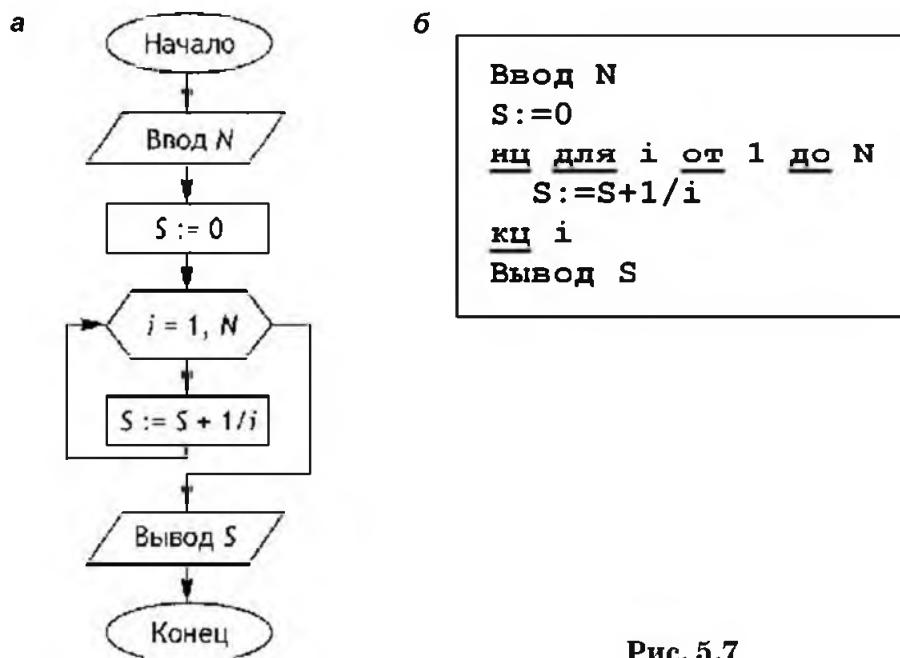 а
Начало
Ввод N
S := 0
i = 1, N
S := S + 1/i
Вывод S
Конец
б
Ввод N
S:=0
нц для i от 1 до N
S:=S+1/i
кц i
Вывод S
Рис. 5.7